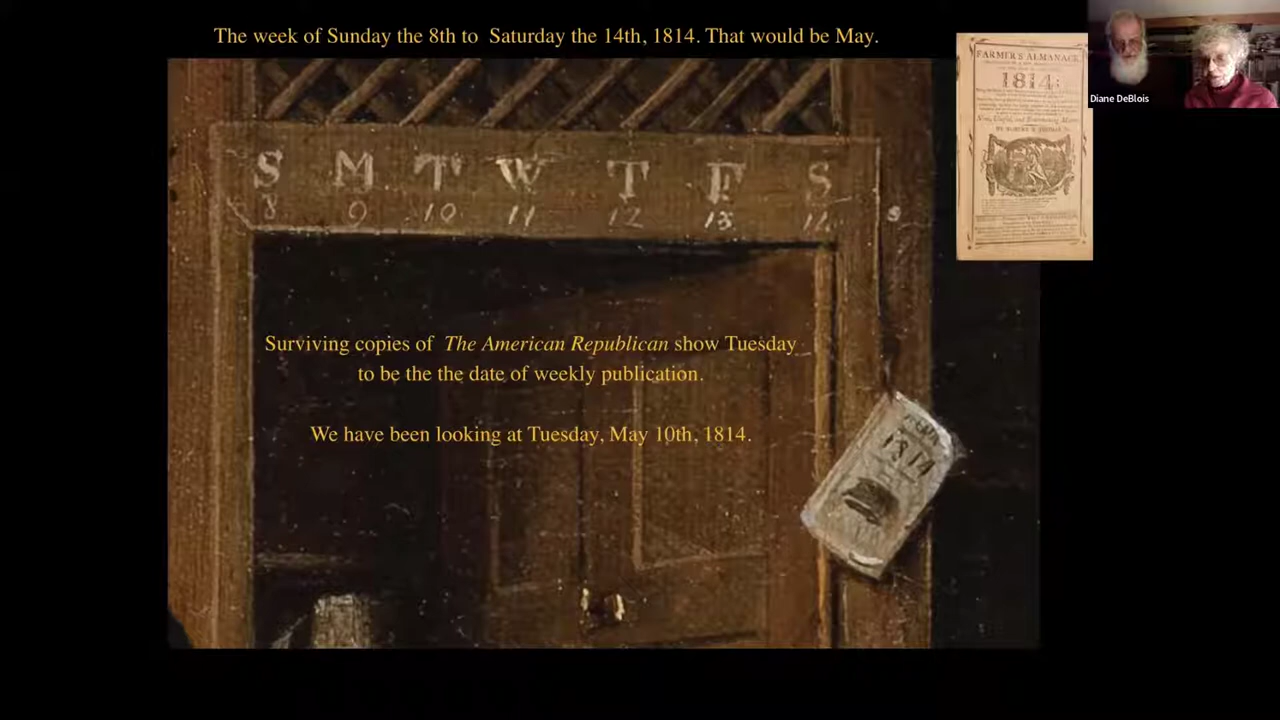 The week of Sunday the 8th to Saturday the 14th, 1814. That would be May.
FARMER'S ALMANACK,
1814;
Diane DeBlois
S M T W T F S
8 9 10 11 12 13 14
Surviving copies of The American Republican show Tuesday
to be the the date of weekly publication.
We have been looking at Tuesday, May 10th, 1814.
1814